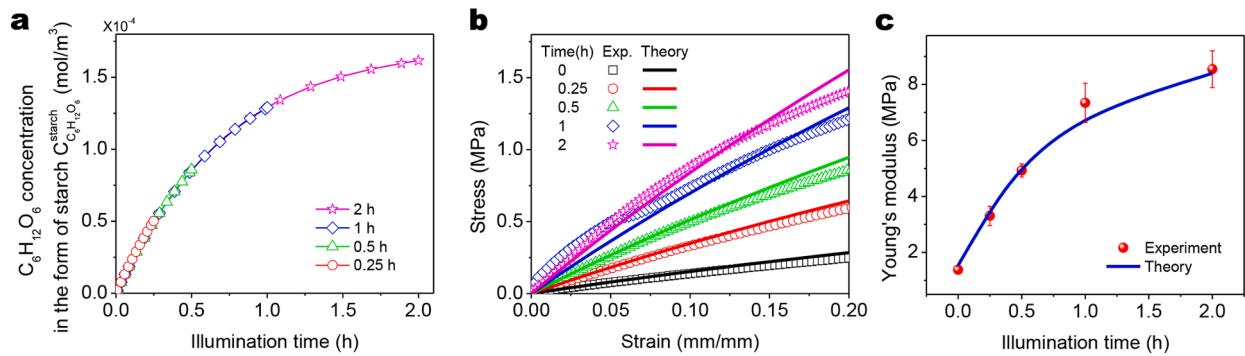 a
X10⁻⁴
C₆H₁₂O₆ concentration
in the form of starch C^starch_C₆H₁₂O₆ (mol/m³)
1.5
1.0
0.5
0.0
2 h
1 h
0.5 h
0.25 h
0.0 0.5 1.0 1.5 2.0
Illumination time (h)
b
Time(h) Exp. Theory
0
0.25
0.5
1
2
Stress (MPa)
2.0
1.5
1.0
0.5
0.0
0.00 0.05 0.10 0.15 0.20
Strain (mm/mm)
c
Young's modulus (MPa)
8
6
4
2
Experiment
Theory
0.0 0.5 1.0 1.5 2.0
Illumination time (h)